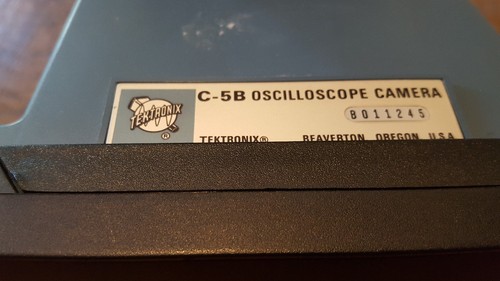 TEKTRONIX
®
C-5B OSCILLOSCOPE CAMERA
B011245
TEKTRONIX® BEAVERTON, OREGON, U.S.A.